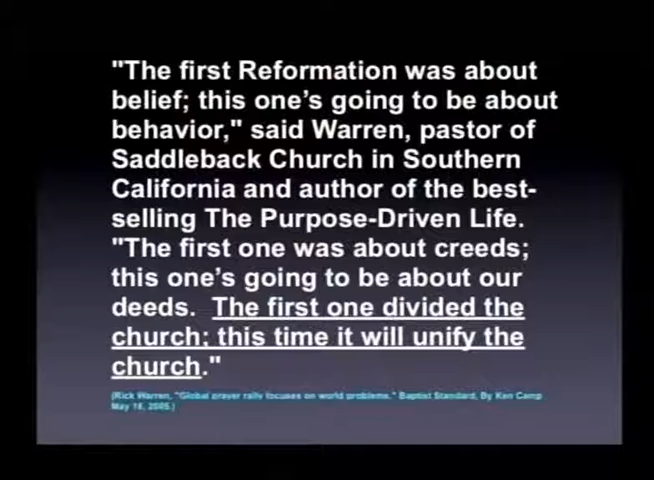 "The first Reformation was about
belief; this one's going to be about
behavior," said Warren, pastor of
Saddleback Church in Southern
California and author of the best-
selling The Purpose-Driven Life.
"The first one was about creeds;
this one's going to be about our
deeds. The first one divided the
church; this time it will unify the
church."
(Rick Warren, "Global prayer rally focuses on world problems." Baptist Standard, By Ken Camp
May 16, 2005.)